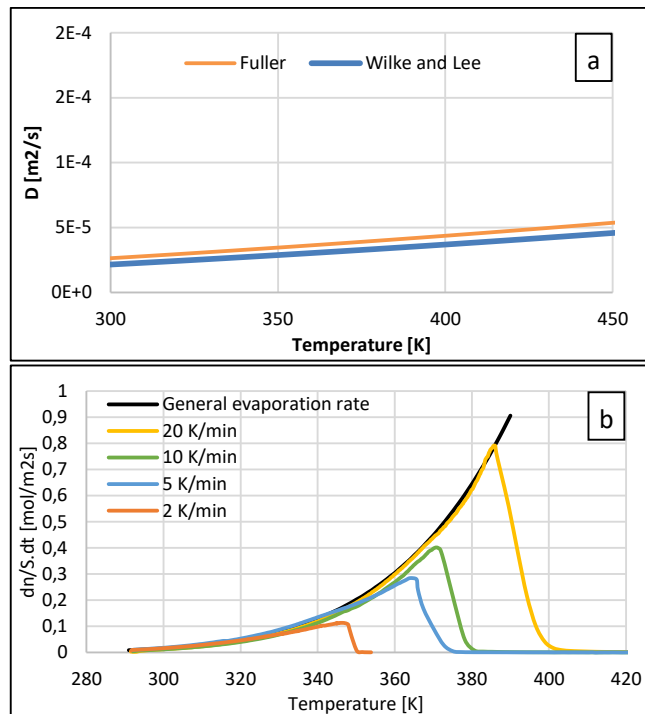 2E-4
Fuller
Wilke and Lee
a
2E-4
1E-4
5E-5
0E+0
D [m2/s]
300
350
400
450
Temperature [K]
1
General evaporation rate
b
0,9
20 K/min
0,8
10 K/min
0,7
5 K/min
0,6
2 K/min
0,5
0,4
0,3
0,2
0,1
0
dn/S.dt [mol/m2s]
280
300
320
340
360
380
400
420
Temperature [K]